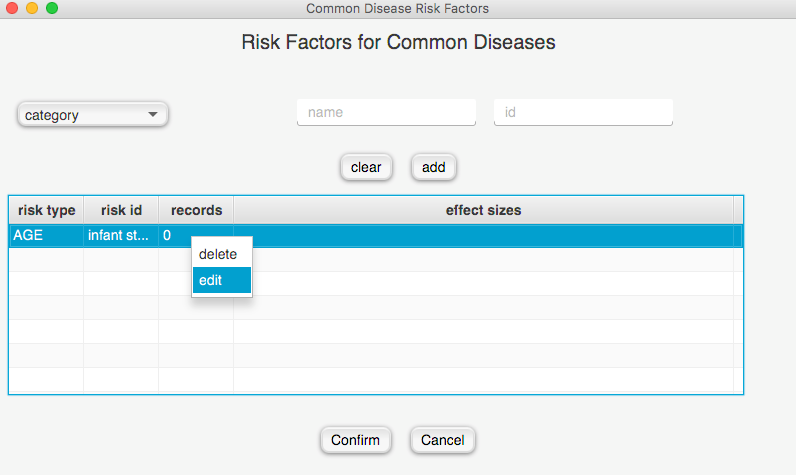 Common Disease Risk Factors
Risk Factors for Common Diseases
category
name
id
clear
add
risk type risk id records effect sizes
AGE infant st... 0
delete
edit
Confirm
Cancel